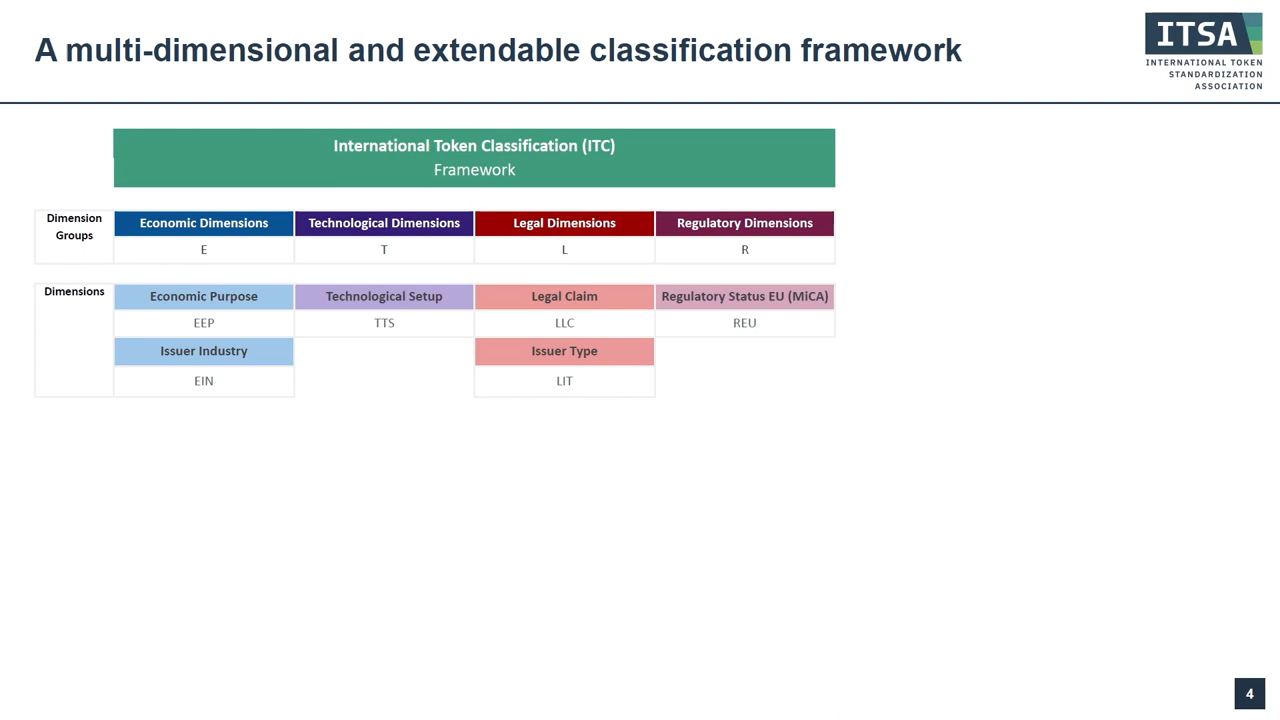 A multi-dimensional and extendable classification framework
ITSA
INTERNATIONAL TOKEN
STANDARDIZATION
ASSOCIATION
International Token Classification (ITC)
Framework
Dimension
Groups
Economic Dimensions
Technological Dimensions
Legal Dimensions
Regulatory Dimensions
E
T
L
R
Dimensions
Economic Purpose
Technological Setup
Legal Claim
Regulatory Status EU (MiCA)
EEP
TTS
LLC
REU
Issuer Industry
Issuer Type
EIN
LIT
4